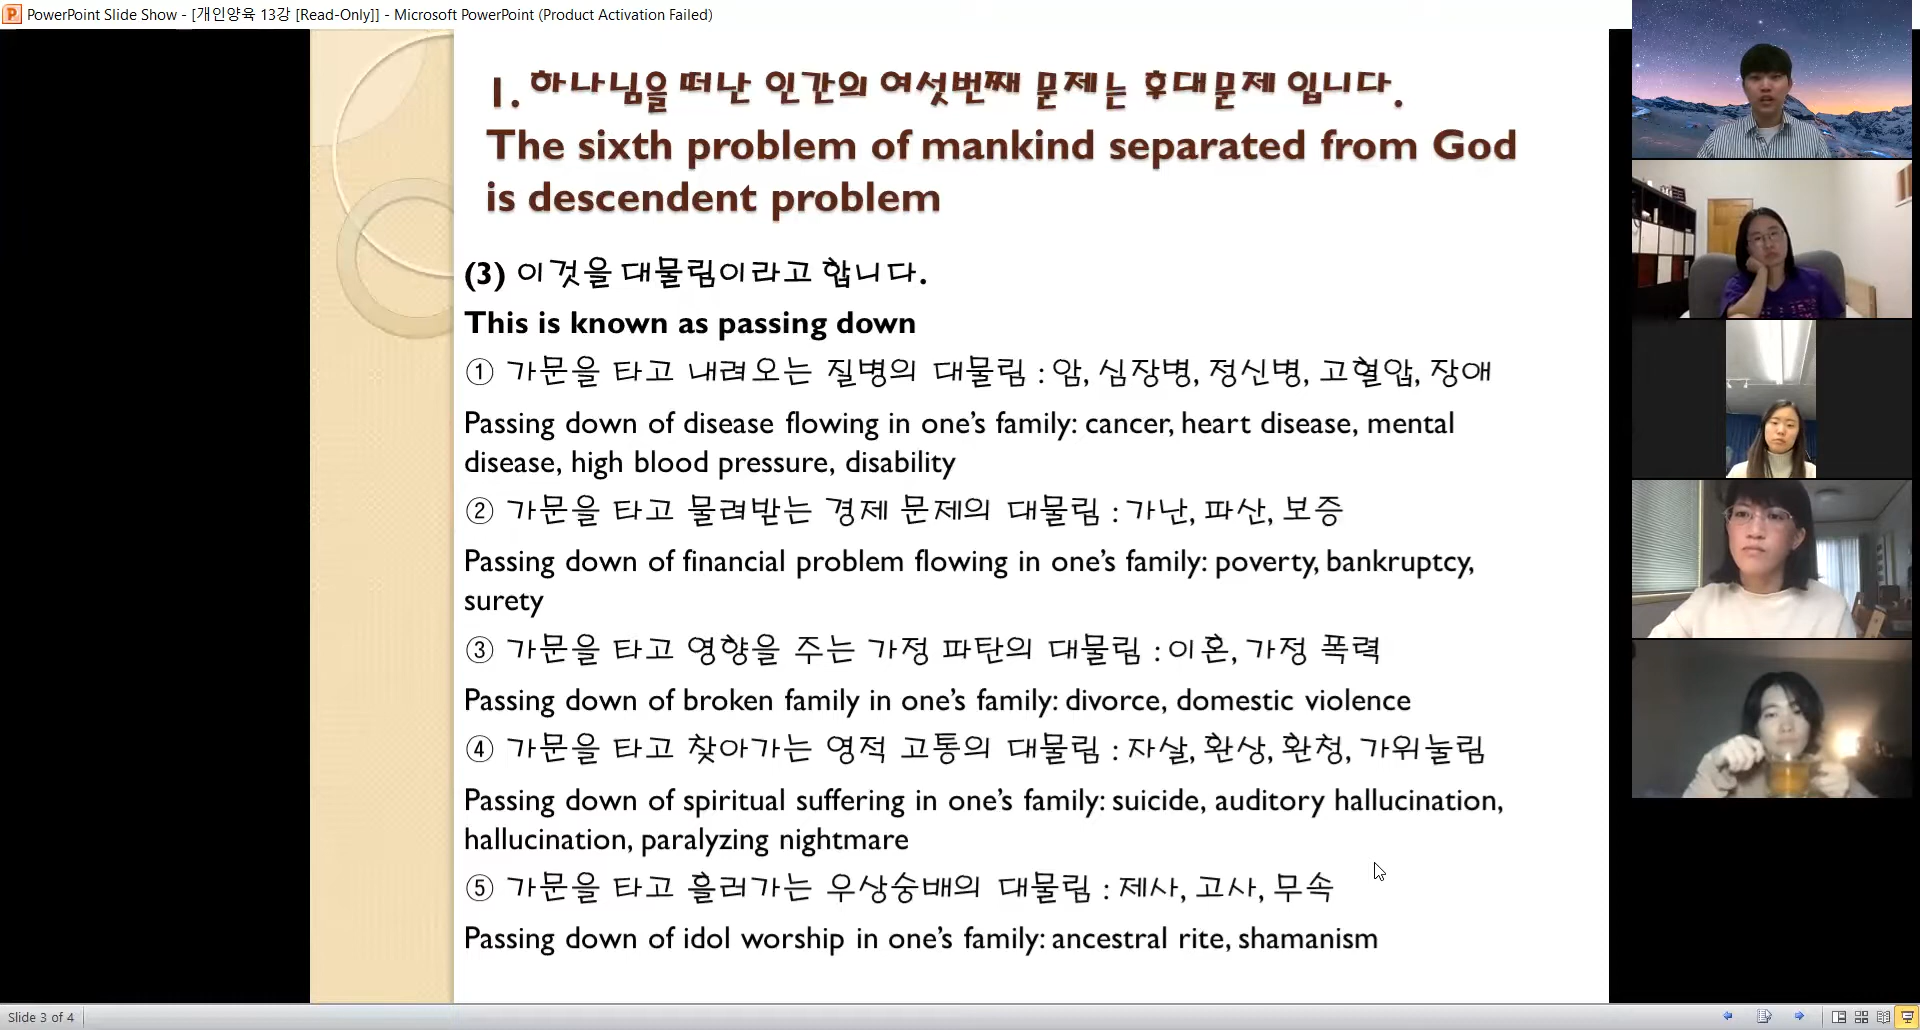 PowerPoint Slide Show - [개인양육 13강 [Read-Only]] - Microsoft PowerPoint (Product Activation Failed)
1. 하나님을 떠난 인간의 여섯번째 문제는 후대문제 입니다.
The sixth problem of mankind separated from God
is descendent problem
(3) 이것을 대물림이라고 합니다.
This is known as passing down
① 가문을 타고 내려오는 질병의 대물림 : 암, 심장병, 정신병, 고혈압, 장애
Passing down of disease flowing in one's family: cancer, heart disease, mental
disease, high blood pressure, disability
② 가문을 타고 물려받는 경제 문제의 대물림 : 가난, 파산, 보증
Passing down of financial problem flowing in one's family: poverty, bankruptcy,
surety
③ 가문을 타고 영향을 주는 가정 파탄의 대물림 : 이혼, 가정 폭력
Passing down of broken family in one's family: divorce, domestic violence
④ 가문을 타고 찾아가는 영적 고통의 대물림 : 자살, 환상, 환청, 가위눌림
Passing down of spiritual suffering in one's family: suicide, auditory hallucination,
hallucination, paralyzing nightmare
⑤ 가문을 타고 흘러가는 우상숭배의 대물림 : 제사, 고사, 무속
Passing down of idol worship in one's family: ancestral rite, shamanism
Slide 3 of 4